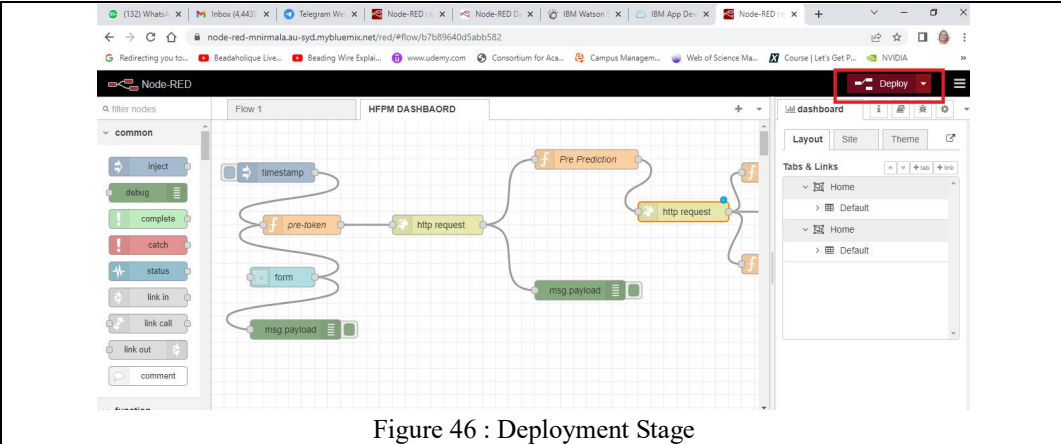 (132) WhatsA
Inbox (4,443)
Telegram We
Node-RED : n
Node-RED Da
IBM Watson S
IBM App Dev
Node-RED : n
node-red-mnirmala.au-syd.mybluemix.net/red/#flow/b7b89640d5abb582
Redirecting you to...
Beadaholique Live...
Beading Wire Explai...
www.udemy.com
Consortium for Aca...
Campus Managem...
Web of Science Ma...
Course | Let's Get P...
NVIDIA
»
Node-RED
Deploy
filter nodes
Flow 1
HFPM DASHBAORD
dashboard
common
Layout
Site
Theme
Tabs & Links
+tab
+link
inject
debug
complete
catch
status
link in
link call
link out
comment
function
timestamp
pre-token
form
msg.payload
http request
Pre Prediction
http request
msg.payload
Home
Default
Home
Default
Figure 46 : Deployment Stage